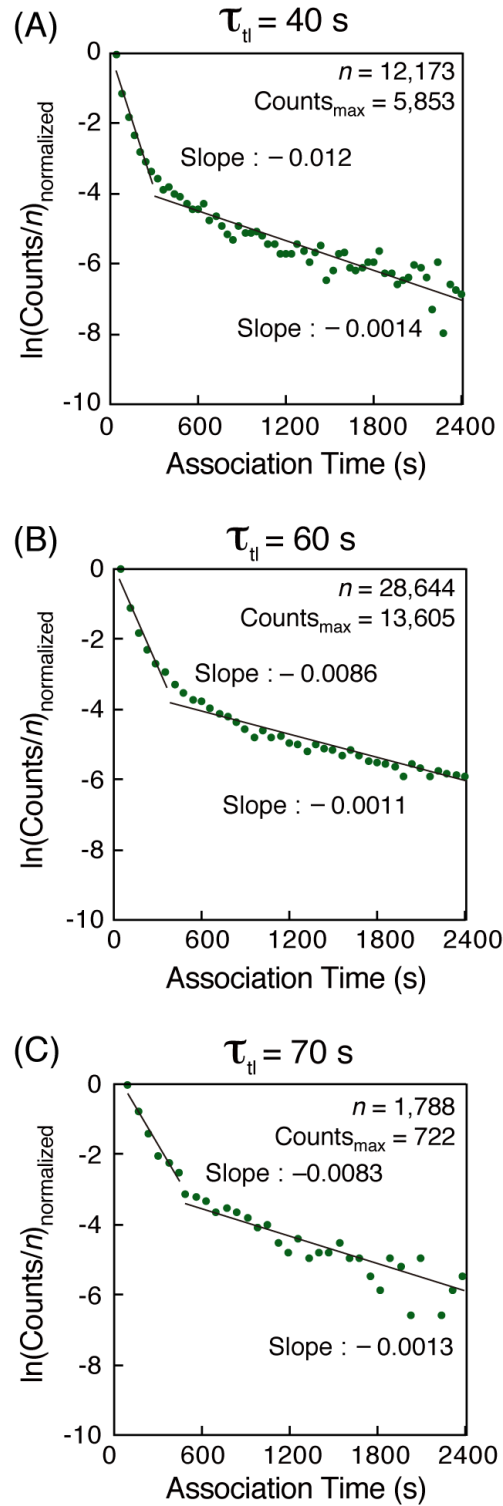 (A) τtl = 40 s
n = 12,173
Countsmax = 5,853
Slope : −0.012
Slope : −0.0014
ln(Counts/n)normalized
0
-2
-4
-6
-8
-10
0 600 1200 1800 2400
Association Time (s)
(B) τtl = 60 s
n = 28,644
Countsmax = 13,605
Slope : −0.0086
Slope : −0.0011
ln(Counts/n)normalized
0
-2
-4
-6
-8
-10
0 600 1200 1800 2400
Association Time (s)
(C) τtl = 70 s
n = 1,788
Countsmax = 722
Slope : −0.0083
Slope : −0.0013
ln(Counts/n)normalized
0
-2
-4
-6
-8
-10
0 600 1200 1800 2400
Association Time (s)